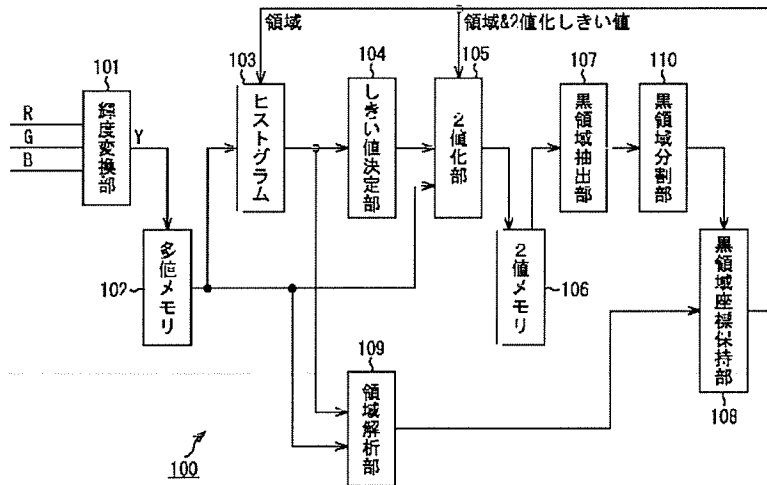 領域
領域&2値化しきい値
101
103
104
105
107
110
R
G
B
輝度変換部
Y
ヒストグラム
しきい値決定部
2値化部
黒領域抽出部
黒領域分割部
102
多値メモリ
2値メモリ
106
黒領域座標保持部
108
109
領域解析部
100